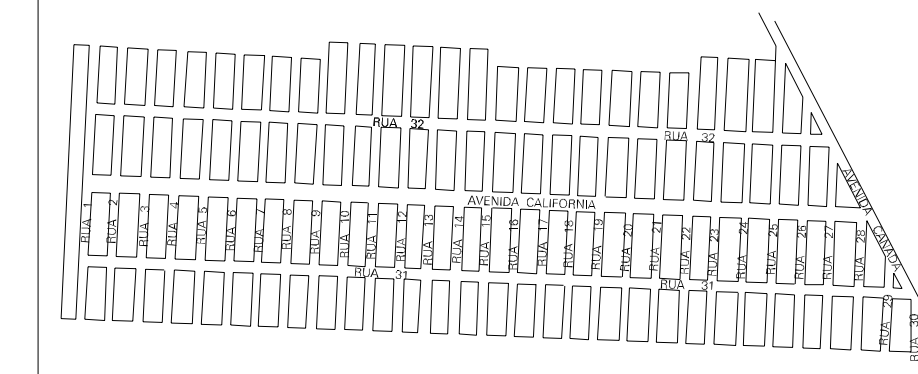 RUA 32
RUA 32
AVENIDA CANADA
AVENIDA CALIFORNIA
RUA 1
RUA 2
RUA 3
RUA 4
RUA 5
RUA 6
RUA 7
RUA 8
RUA 9
RUA 10
RUA 11
RUA 12
RUA 13
RUA 14
RUA 15
RUA 16
RUA 17
RUA 18
RUA 19
RUA 20
RUA 21
RUA 22
RUA 23
RUA 24
RUA 25
RUA 26
RUA 27
RUA 28
RUA 31
RUA 31
RUA 29
RUA 30